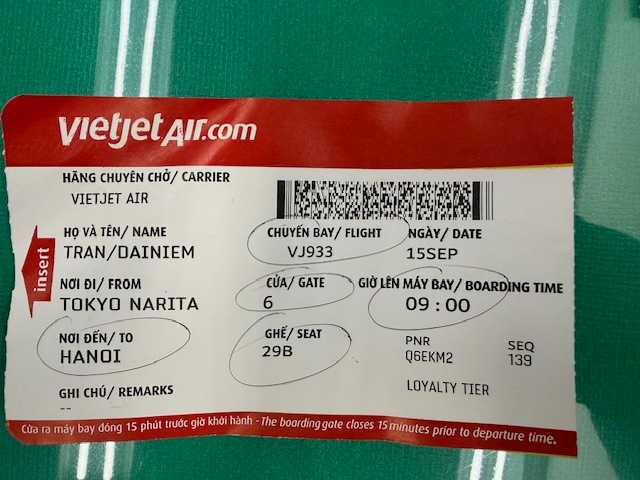 vietjetAir.com
HÃNG CHUYÊN CHỞ/ CARRIER
VIETJET AIR
HỌ VÀ TÊN/ NAME
TRAN/DAINIEM
CHUYẾN BAY/ FLIGHT
VJ933
NGÀY/ DATE
15SEP
insert
NƠI ĐI/ FROM
TOKYO NARITA
CỬA/ GATE
6
GIỜ LÊN MÁY BAY/ BOARDING TIME
09:00
NƠI ĐẾN/ TO
HANOI
GHẾ/ SEAT
29B
PNR
Q6EKM2
SEQ
139
LOYALTY TIER
GHI CHÚ/ REMARKS
--
Cửa ra máy bay đóng 15 phút trước giờ khởi hành - The boarding gate closes 15 minutes prior to departure time.